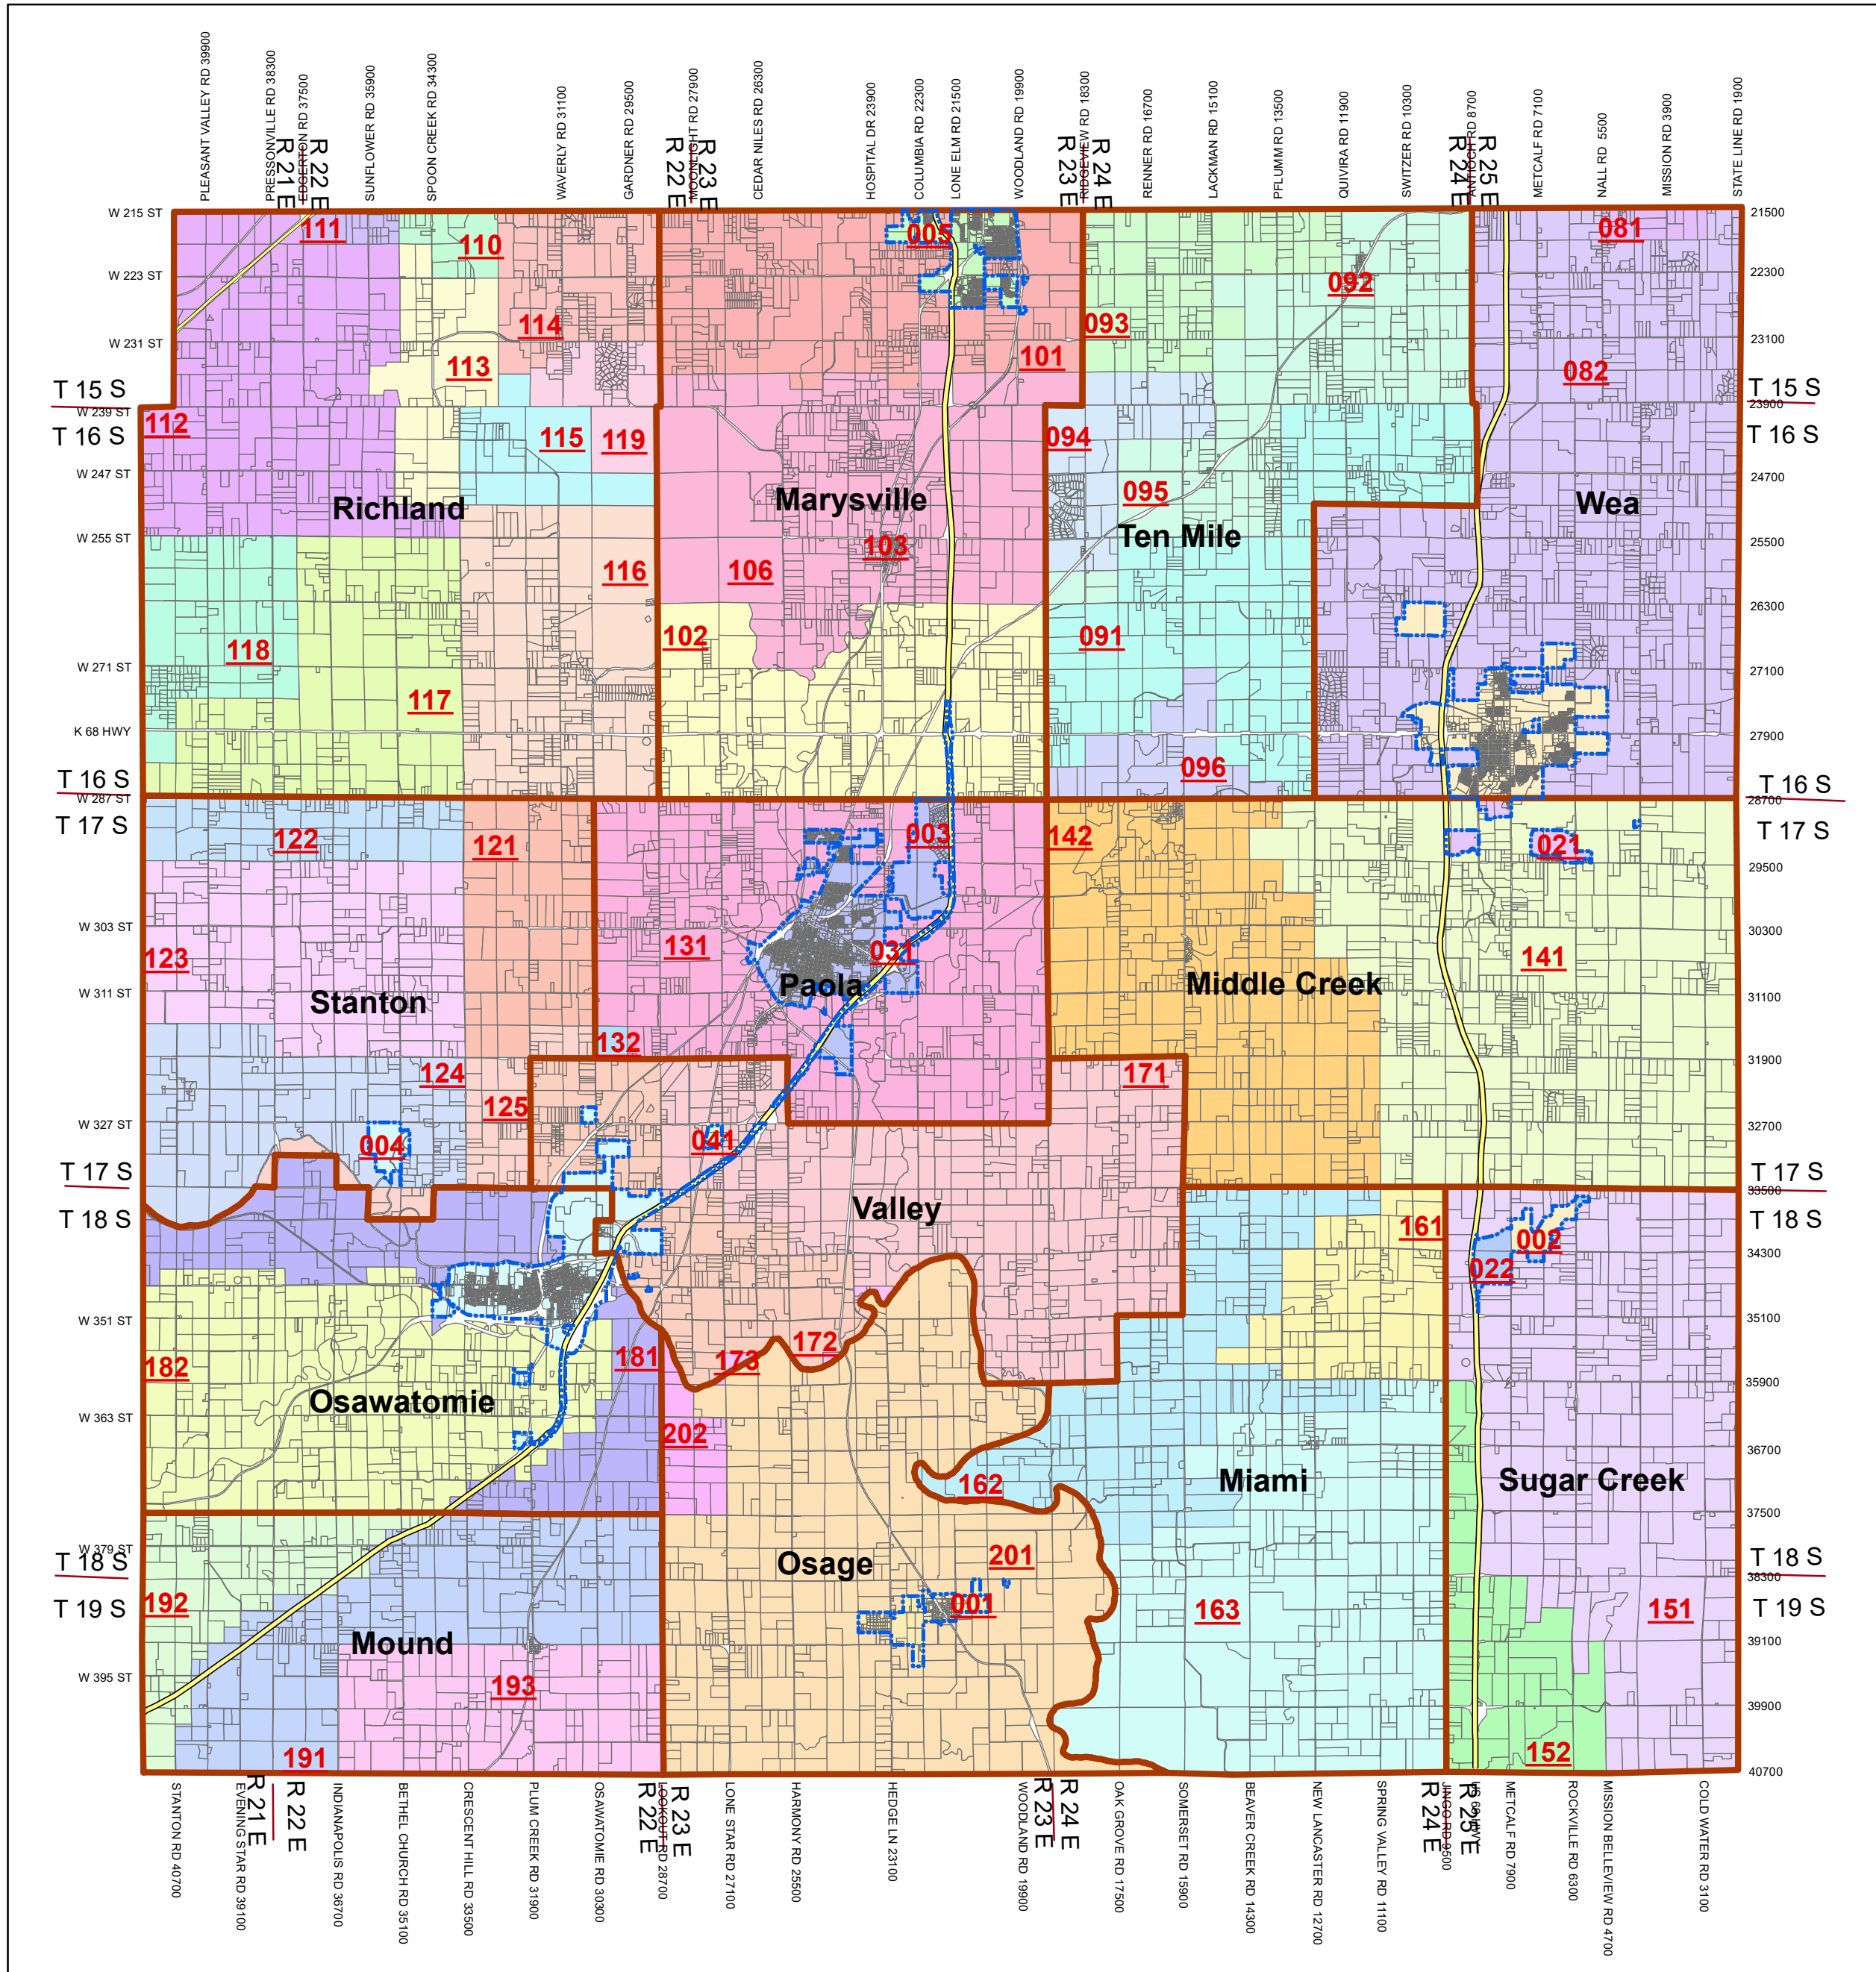 PLEASANT VALLEY RD 39900
PRESSONVILLE RD 38300
EDGERTON RD 37500
SUNFLOWER RD 35900
SPOON CREEK RD 34300
WAVERLY RD 31100
GARDNER RD 29500
MOONLIGHT RD 27900
CEDAR NILES RD 26300
HOSPITAL DR 23900
COLUMBIA RD 22300
LONE ELM RD 21500
WOODLAND RD 19900
RIDGEVIEW RD 18300
RENNER RD 16700
LACKMAN RD 15100
PFLUMM RD 13500
QUIVIRA RD 11900
SWITZER RD 10300
ANTIOCH RD 8700
METCALF RD 7100
NALL RD 5500
MISSION RD 3900
STATE LINE RD 1900
R 21 E
R 22 E
R 22 E
R 23 E
R 23 E
R 24 E
R 24 E
R 25 E
W 215 ST
W 223 ST
W 231 ST
T 15 S
W 239 ST
T 16 S
W 247 ST
W 255 ST
W 271 ST
K 68 HWY
T 16 S
W 287 ST
T 17 S
W 303 ST
W 311 ST
W 327 ST
T 17 S
T 18 S
W 351 ST
W 363 ST
W 379 ST
T 18 S
T 19 S
W 395 ST
111
110
005
081
092
114
093
101
113
082
112
115
119
094
Richland
Marysville
095
Wea
103
Ten Mile
116
106
102
091
118
117
096
122
121
003
142
021
131
031
141
123
Paola
Middle Creek
Stanton
132
124
171
125
041
004
Valley
161
002
022
172
173
181
182
Osawatomie
202
162
Miami
Sugar Creek
Osage
201
001
192
163
151
Mound
193
191
152
21500
22300
23100
T 15 S
23900
T 16 S
24700
25500
26300
27100
27900
T 16 S
28700
T 17 S
29500
30300
31100
31900
32700
T 17 S
33500
T 18 S
34300
35100
35900
36700
37500
T 18 S
38300
T 19 S
39100
39900
40700
R 21 E
R 22 E
R 22 E
R 23 E
R 23 E
R 24 E
R 24 E
R 25 E
STANTON RD 40700
EVENING STAR RD 39100
INDIANAPOLIS RD 36700
BETHEL CHURCH RD 35100
CRESCENT HILL RD 33500
PLUM CREEK RD 31900
OSAWATOMIE RD 30300
LOOKOUT RD 28700
LONE STAR RD 27100
HARMONY RD 25500
HEDGE LN 23100
WOODLAND RD 19900
OAK GROVE RD 17500
SOMERSET RD 15900
BEAVER CREEK RD 14300
NEW LANCASTER RD 12700
SPRING VALLEY RD 11100
JINGO RD 9500
US 69 HWY
METCALF RD 7900
ROCKVILLE RD 6300
MISSION BELLEVIEW RD 4700
COLD WATER RD 3100